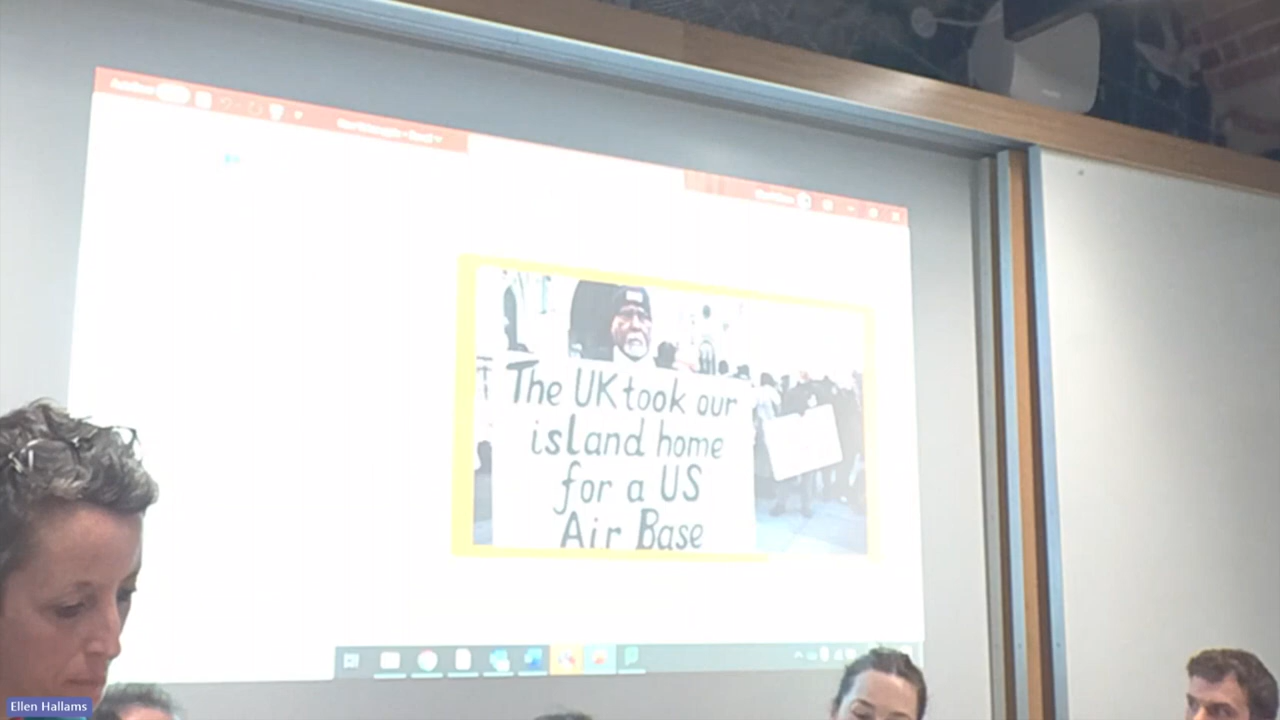 The UK took our
island home
for a US
Air Base
Ellen Hallams